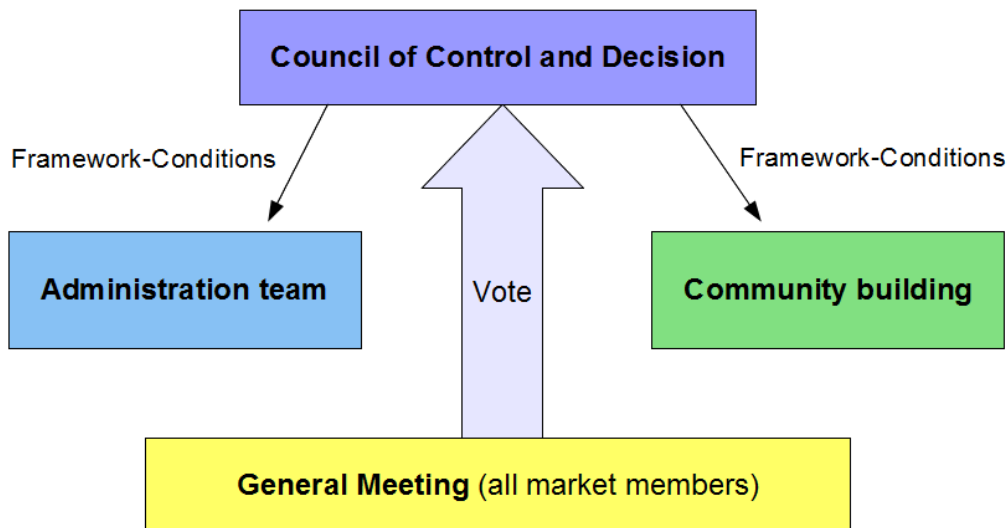 Council of Control and Decision
Framework-Conditions
Framework-Conditions
Administration team
Vote
Community building
General Meeting (all market members)